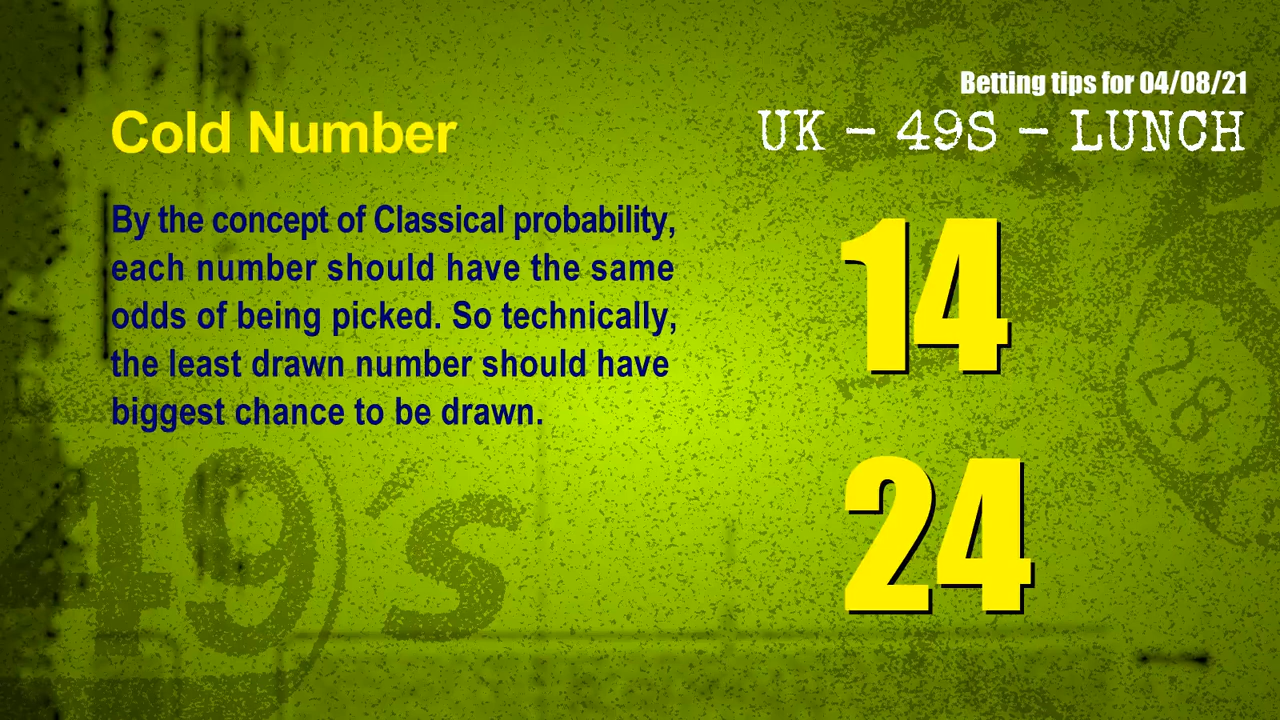 Betting tips for 04/08/21
UK - 49S - LUNCH
Cold Number
By the concept of Classical probability,
each number should have the same
odds of being picked. So technically,
the least drawn number should have
biggest chance to be drawn.
14
24
28
49's